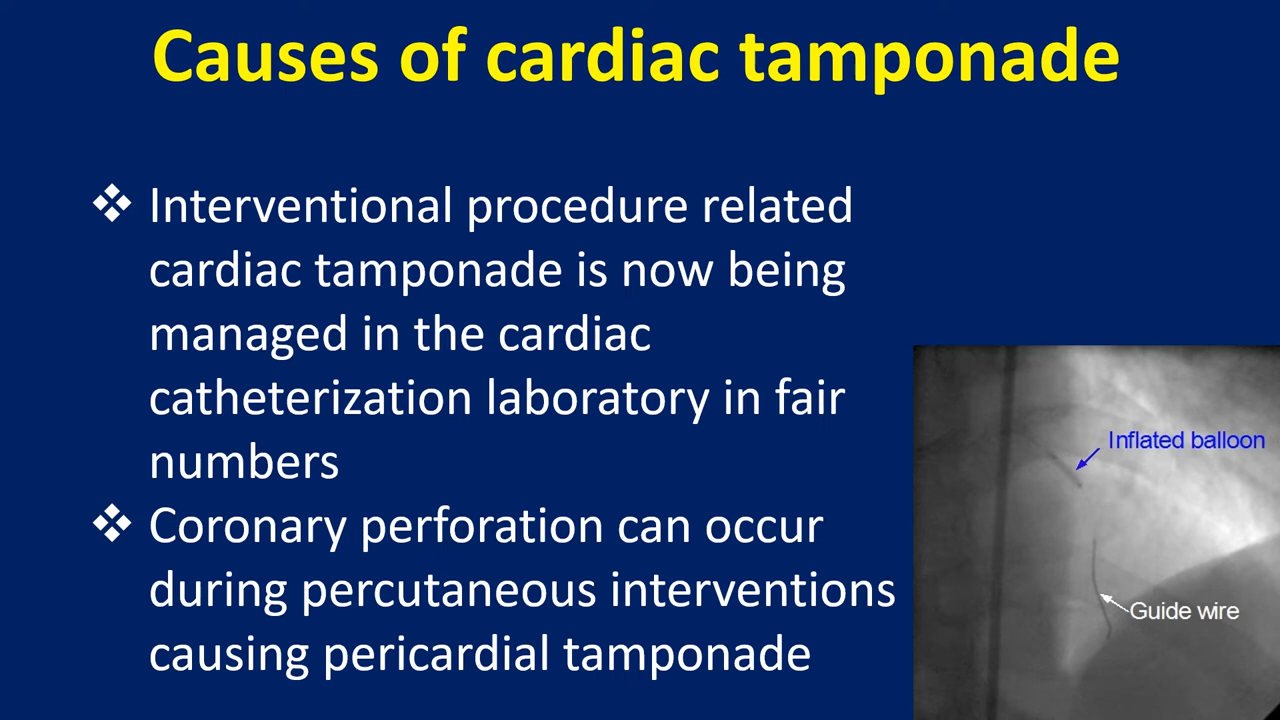 Causes of cardiac tamponade
❖ Interventional procedure related
cardiac tamponade is now being
managed in the cardiac
catheterization laboratory in fair
numbers
❖ Coronary perforation can occur
during percutaneous interventions
causing pericardial tamponade
Inflated balloon
Guide wire